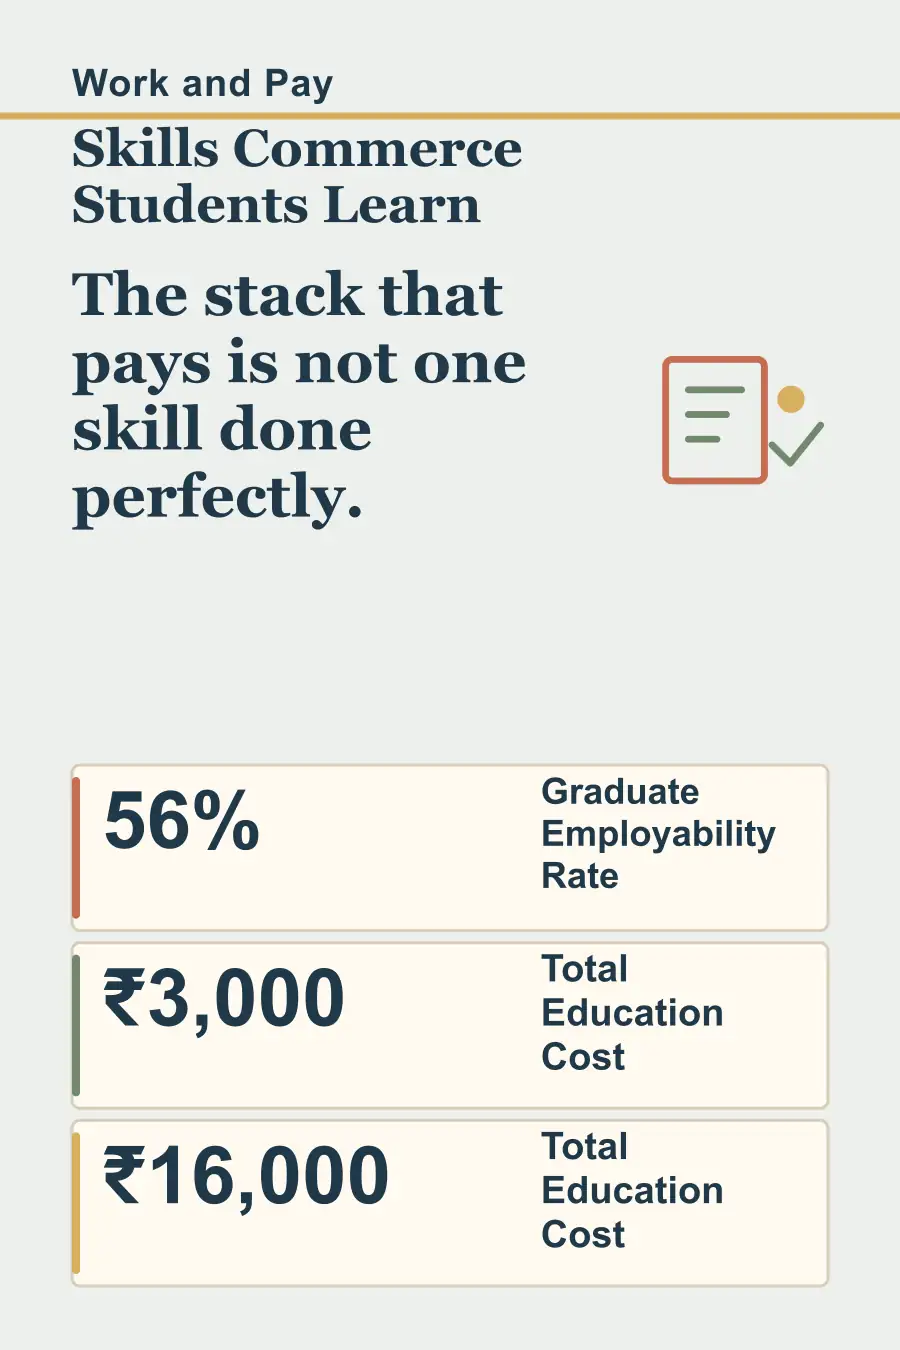 Work and Pay
Skills Commerce
Students Learn
The stack that
pays is not one
skill done
perfectly.
56%
Graduate
Employability
Rate
₹3,000
Total
Education
Cost
₹16,000
Total
Education
Cost